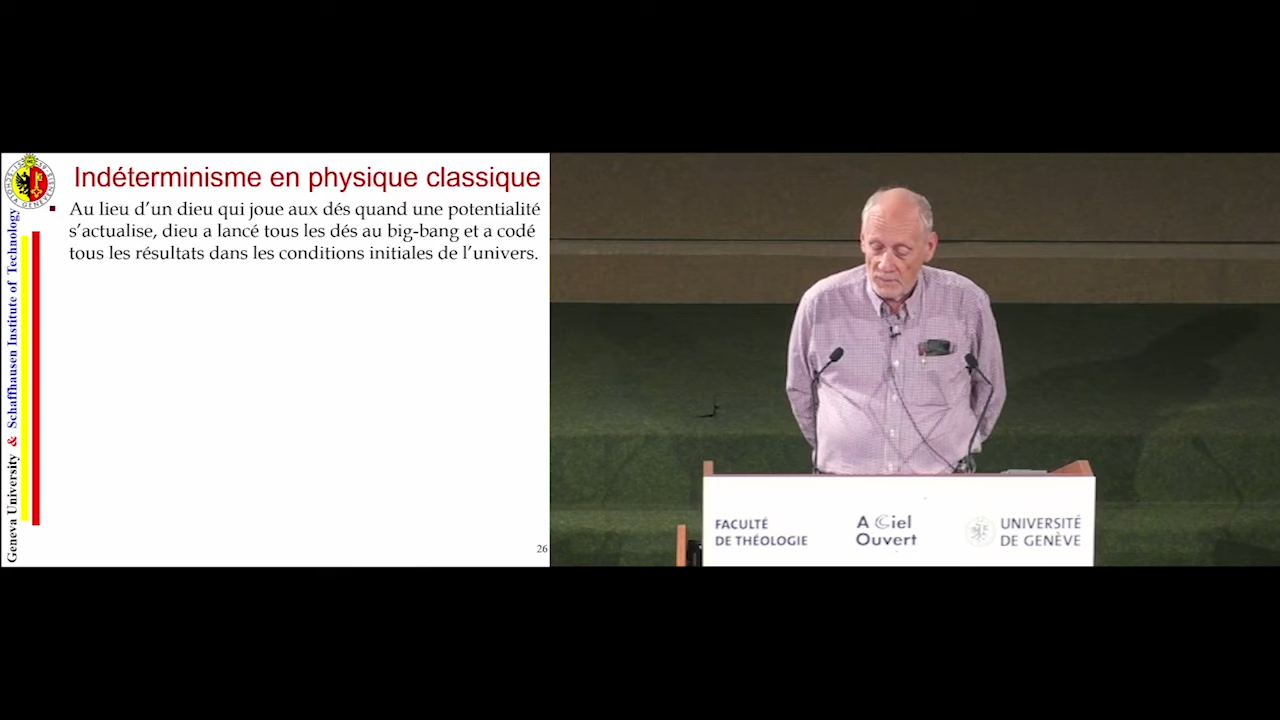 Indéterminisme en physique classique
Au lieu d’un dieu qui joue aux dés quand une potentialité
s’actualise, dieu a lancé tous les dés au big-bang et a codé
tous les résultats dans les conditions initiales de l’univers.
Geneva University & Schaffhausen Institute of Technology
26
FACULTÉ
DE THÉOLOGIE
A Ciel
Ouvert
UNIVERSITÉ
DE GENÈVE